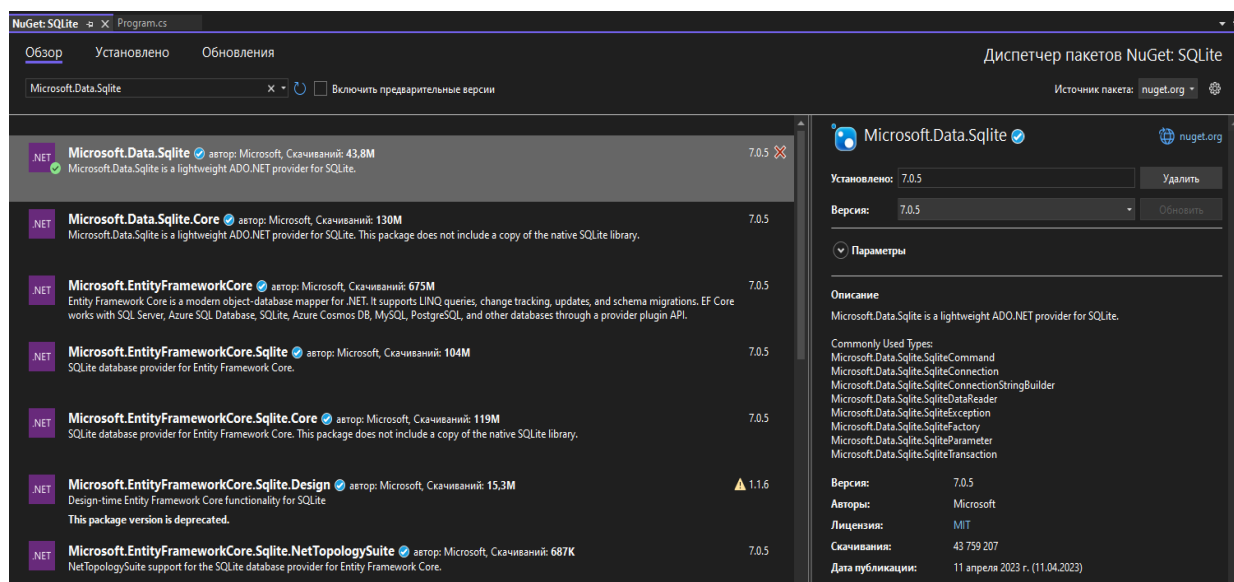 NuGet: SQLite
Program.cs
Обзор Установлено Обновления
Диспетчер пакетов NuGet: SQLite
Microsoft.Data.Sqlite
Включить предварительные версии
Источник пакета: nuget.org
.NET
Microsoft.Data.Sqlite автор: Microsoft, Скачиваний: 43,8M
7.0.5
Microsoft.Data.Sqlite is a lightweight ADO.NET provider for SQLite.
.NET
Microsoft.Data.Sqlite.Core автор: Microsoft, Скачиваний: 130M
7.0.5
Microsoft.Data.Sqlite is a lightweight ADO.NET provider for SQLite. This package does not include a copy of the native SQLite library.
.NET
Microsoft.EntityFrameworkCore автор: Microsoft, Скачиваний: 675M
7.0.5
Entity Framework Core is a modern object-database mapper for .NET. It supports LINQ queries, change tracking, updates, and schema migrations. EF Core
works with SQL Server, Azure SQL Database, SQLite, Azure Cosmos DB, MySQL, PostgreSQL, and other databases through a provider plugin API.
.NET
Microsoft.EntityFrameworkCore.Sqlite автор: Microsoft, Скачиваний: 104M
7.0.5
SQLite database provider for Entity Framework Core.
.NET
Microsoft.EntityFrameworkCore.Sqlite.Core автор: Microsoft, Скачиваний: 119M
7.0.5
SQLite database provider for Entity Framework Core. This package does not include a copy of the native SQLite library.
.NET
Microsoft.EntityFrameworkCore.Sqlite.Design автор: Microsoft, Скачиваний: 15,3M
1.1.6
Design-time Entity Framework Core functionality for SQLite
This package version is deprecated.
.NET
Microsoft.EntityFrameworkCore.Sqlite.NetTopologySuite автор: Microsoft, Скачиваний: 687K
7.0.5
NetTopologySuite support for the SQLite database provider for Entity Framework Core.
Microsoft.Data.Sqlite
nuget.org
Установлено: 7.0.5 Удалить
Версия: 7.0.5 Обновить
Параметры
Описание
Microsoft.Data.Sqlite is a lightweight ADO.NET provider for SQLite.
Commonly Used Types:
Microsoft.Data.Sqlite.SqliteCommand
Microsoft.Data.Sqlite.SqliteConnection
Microsoft.Data.Sqlite.SqliteConnectionStringBuilder
Microsoft.Data.Sqlite.SqliteDataReader
Microsoft.Data.Sqlite.SqliteException
Microsoft.Data.Sqlite.SqliteFactory
Microsoft.Data.Sqlite.SqliteParameter
Microsoft.Data.Sqlite.SqliteTransaction
Версия: 7.0.5
Авторы: Microsoft
Лицензия: MIT
Скачивания: 43 759 207
Дата публикации: 11 апреля 2023 г. (11.04.2023)